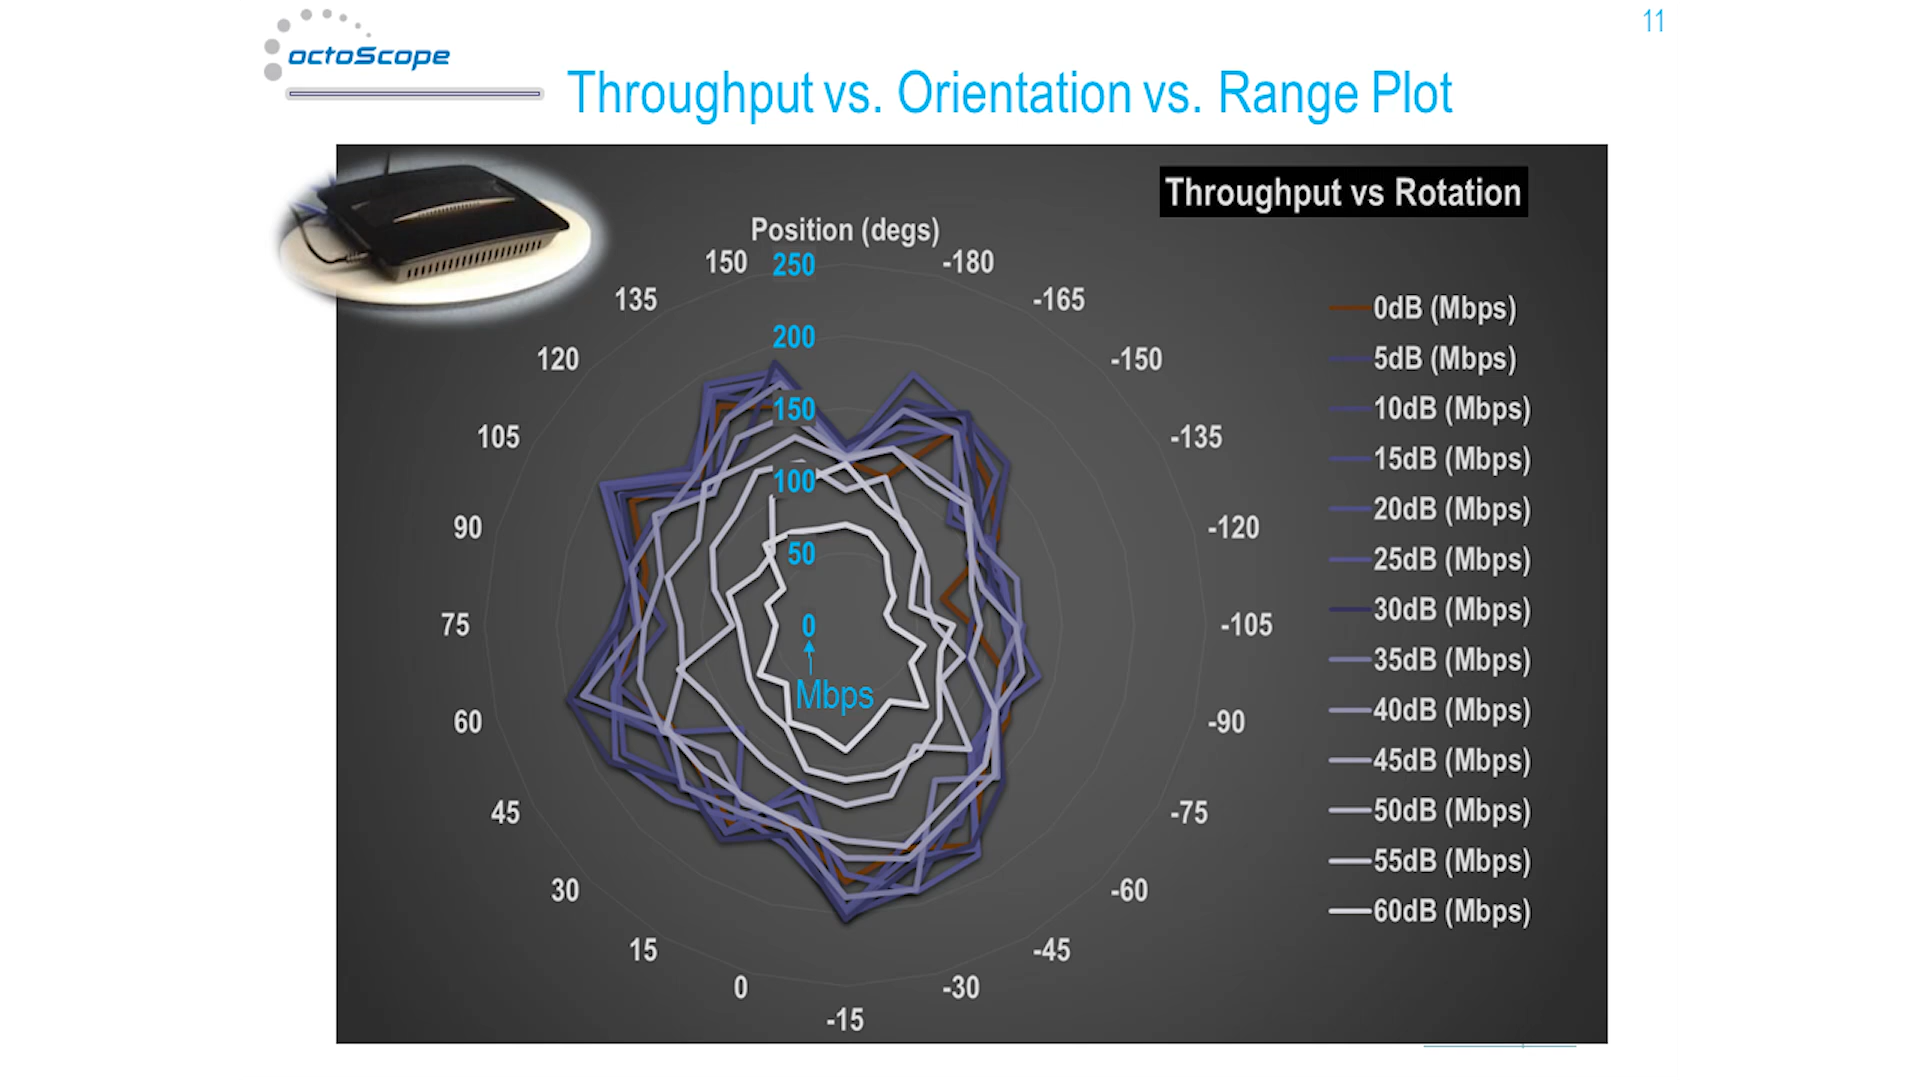 11
octoScope
Throughput vs. Orientation vs. Range Plot
Throughput vs Rotation
Position (degs)
150
250
-180
135
-165
200
120
-150
150
105
-135
100
90
-120
50
75
0
-105
Mbps
60
-90
45
-75
30
-60
15
-45
0
-30
-15
0dB (Mbps)
5dB (Mbps)
10dB (Mbps)
15dB (Mbps)
20dB (Mbps)
25dB (Mbps)
30dB (Mbps)
35dB (Mbps)
40dB (Mbps)
45dB (Mbps)
50dB (Mbps)
55dB (Mbps)
60dB (Mbps)